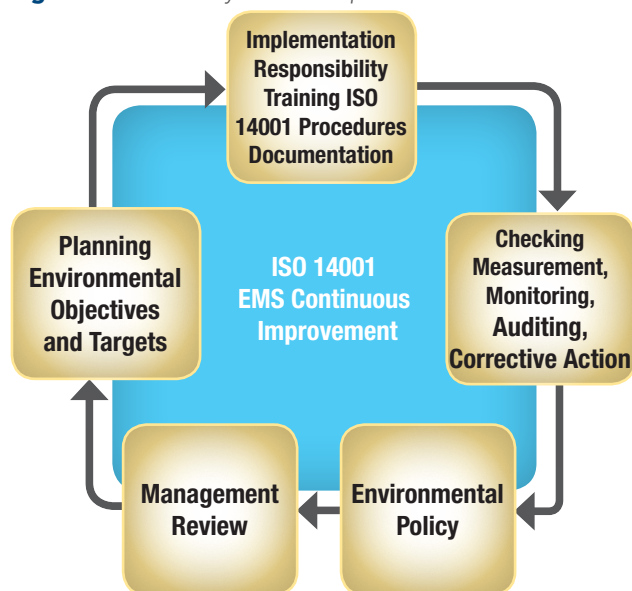 Implementation
Responsibility
Training ISO
14001 Procedures
Documentation
Planning
Environmental
Objectives
and Targets
ISO 14001
EMS Continuous
Improvement
Checking
Measurement,
Monitoring,
Auditing,
Corrective Action
Management
Review
Environmental
Policy